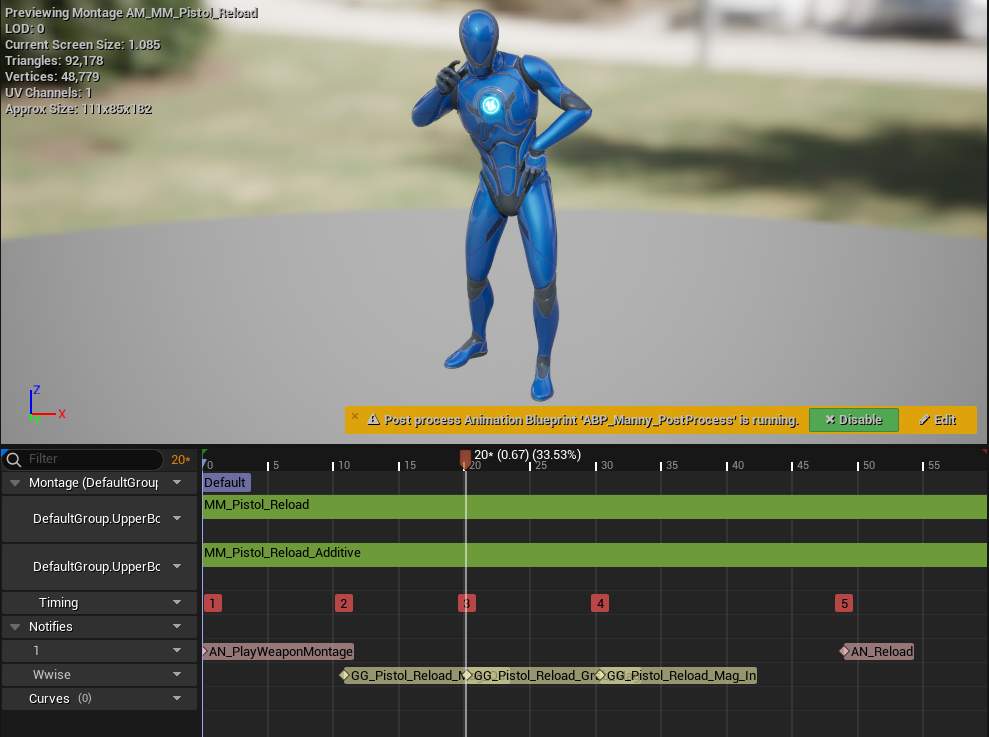 Previewing Montage AM_MM_Pistol_Reload
LOD: 0
Current Screen Size: 1.085
Triangles: 92,178
Vertices: 48,779
UV Channels: 1
Approx Size: 111x85x182
Z
X
Post process Animation Blueprint 'ABP_Manny_PostProcess' is running. Disable Edit
Filter 20*
20* (0.67) (33.53%)
0 5 10 15 20 25 30 35 40 45 50 55
Montage (DefaultGroup Default
MM_Pistol_Reload
DefaultGroup.UpperBo
MM_Pistol_Reload_Additive
DefaultGroup.UpperBo
Timing 1 2 3 4 5
Notifies
1 AN_PlayWeaponMontage AN_Reload
Wwise GG_Pistol_Reload_M GG_Pistol_Reload_Gr GG_Pistol_Reload_Mag_In
Curves (0)